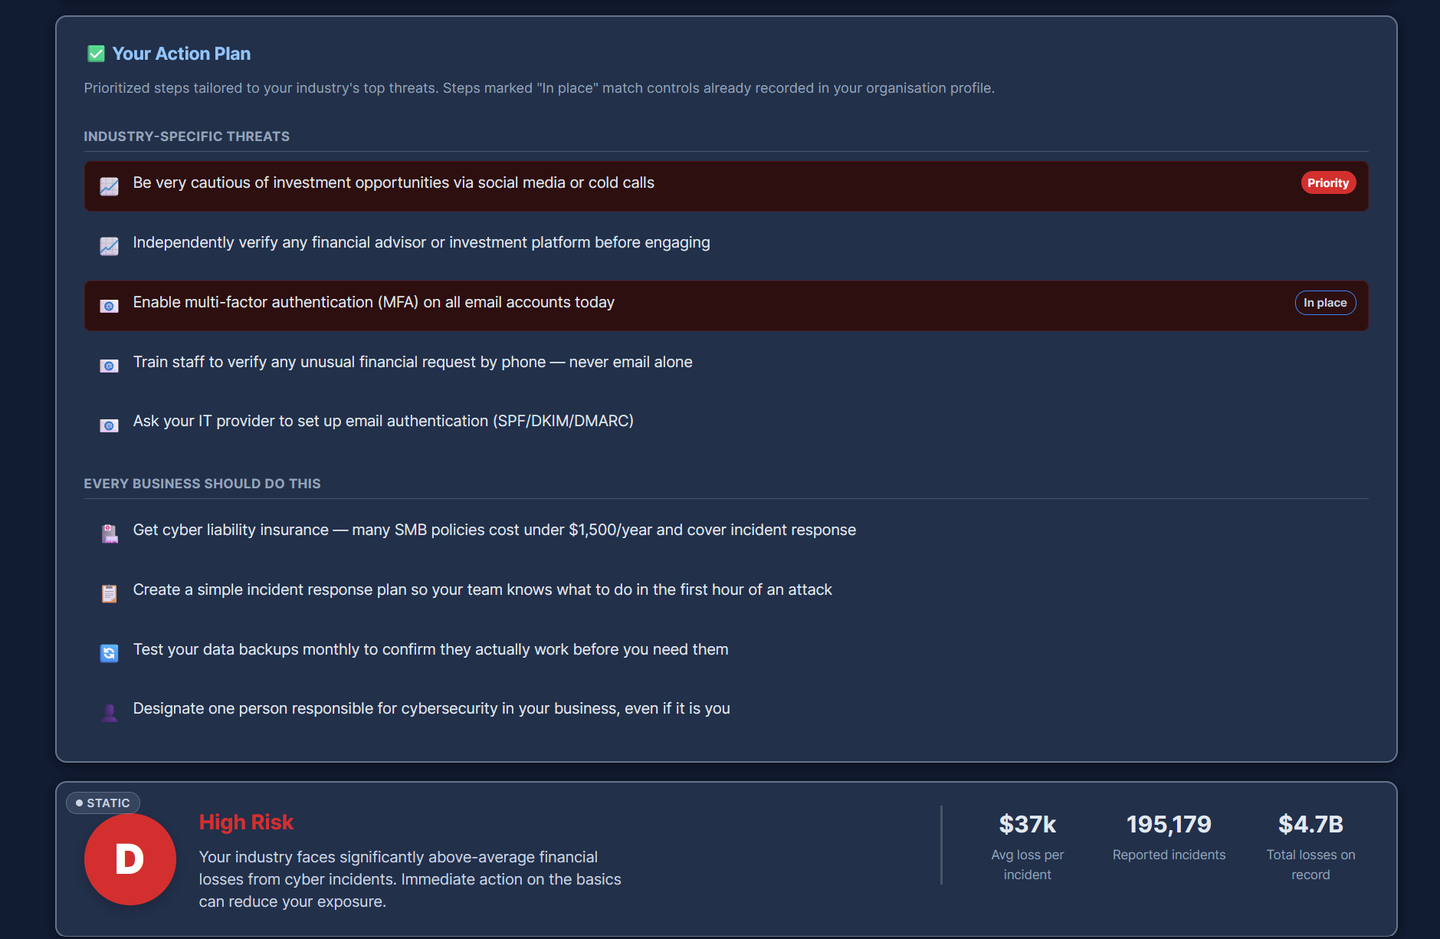 Your Action Plan
Prioritized steps tailored to your industry's top threats. Steps marked "In place" match controls already recorded in your organisation profile.
INDUSTRY-SPECIFIC THREATS
Be very cautious of investment opportunities via social media or cold calls
Priority
Independently verify any financial advisor or investment platform before engaging
Enable multi-factor authentication (MFA) on all email accounts today
In place
Train staff to verify any unusual financial request by phone — never email alone
Ask your IT provider to set up email authentication (SPF/DKIM/DMARC)
EVERY BUSINESS SHOULD DO THIS
Get cyber liability insurance — many SMB policies cost under $1,500/year and cover incident response
Create a simple incident response plan so your team knows what to do in the first hour of an attack
Test your data backups monthly to confirm they actually work before you need them
Designate one person responsible for cybersecurity in your business, even if it is you
STATIC
D
High Risk
Your industry faces significantly above-average financial
losses from cyber incidents. Immediate action on the basics
can reduce your exposure.
$37k
Avg loss per
incident
195,179
Reported incidents
$4.7B
Total losses on
record